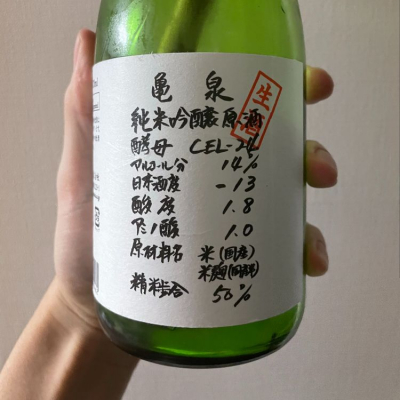 亀泉
純米吟醸原酒
生酒
酵母 CEL-24
アルコール分 14%
日本酒度 -13
酸度 1.8
アミノ酸 1.0
原材料名 米(国産)
米麹(国産米)
精米歩合 50%